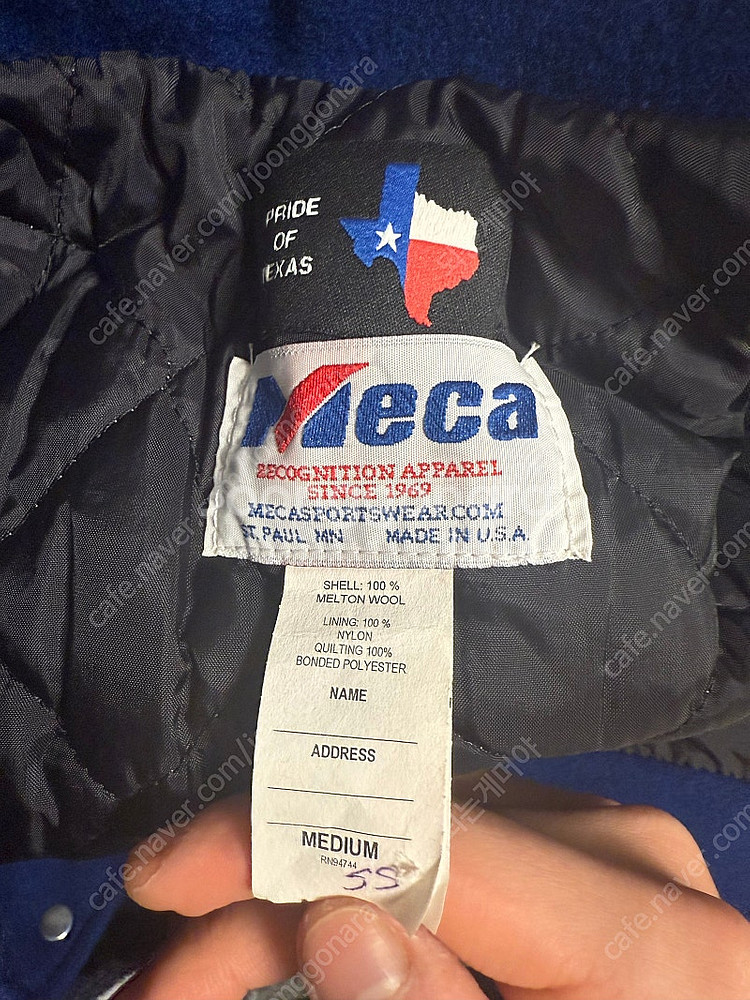 PRIDE
OF
TEXAS
Meca
RECOGNITION APPAREL
SINCE 1969
MECASPORTSWEAR.COM
ST. PAUL MN MADE IN U.S.A.
SHELL: 100 %
MELTON WOOL
LINING: 100 %
NYLON
QUILTING 100%
BONDED POLYESTER
NAME
ADDRESS
MEDIUM
RN94744
SS
cafe.naver.com/joonggonara